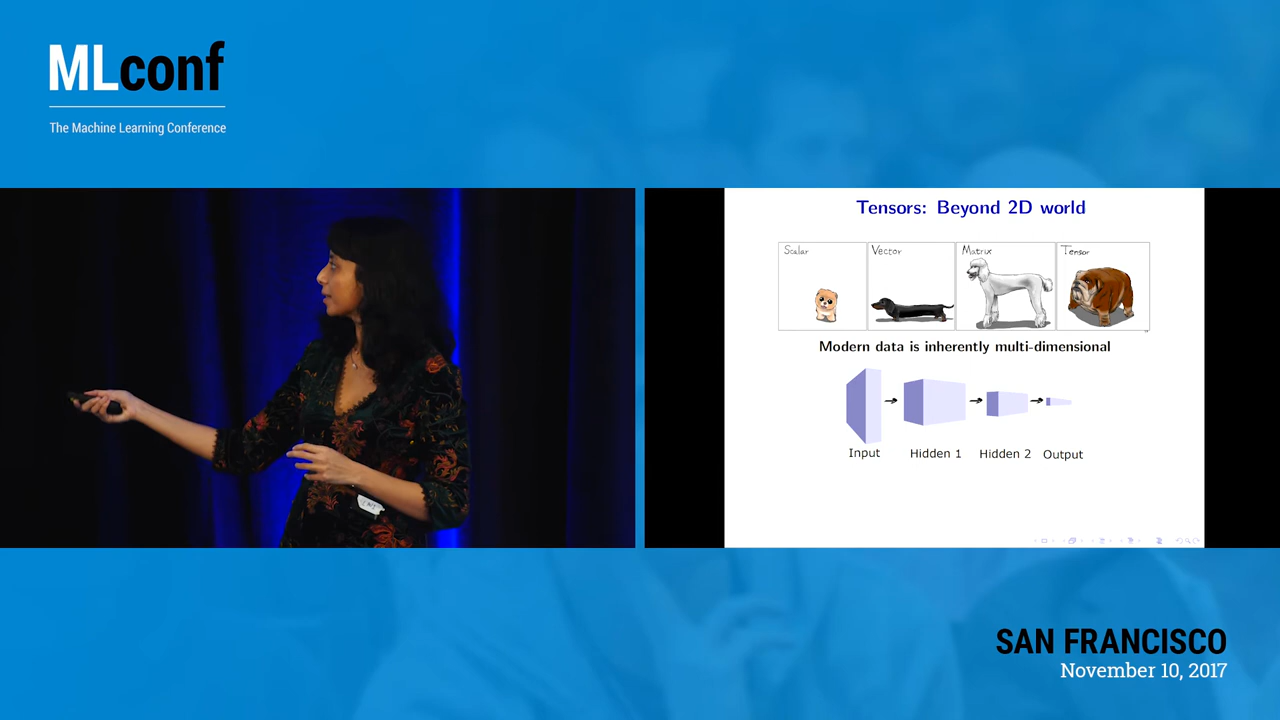 MLconf
The Machine Learning Conference
Tensors: Beyond 2D world
Scalar
Vector
Matrix
Tensor
Modern data is inherently multi-dimensional
Input
Hidden 1
Hidden 2
Output
SAN FRANCISCO
November 10, 2017